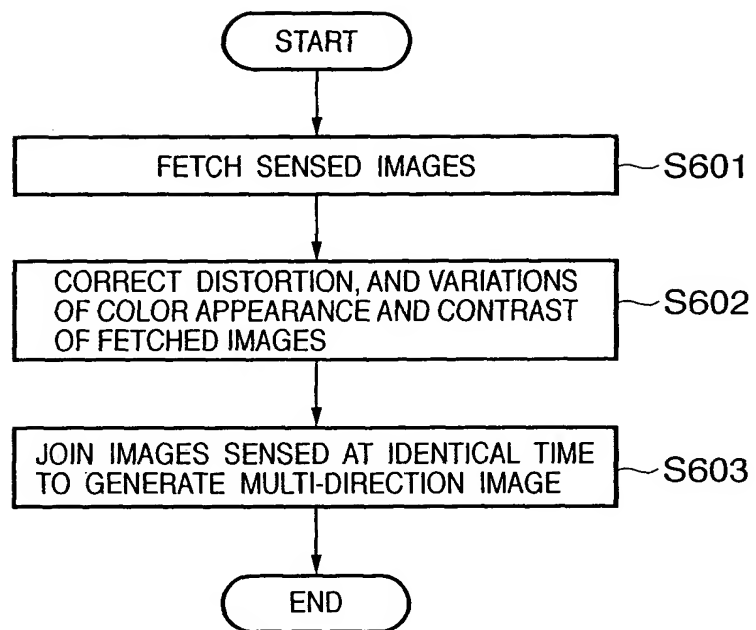 START
FETCH SENSED IMAGES
S601
CORRECT DISTORTION, AND VARIATIONS
OF COLOR APPEARANCE AND CONTRAST
OF FETCHED IMAGES
S602
JOIN IMAGES SENSED AT IDENTICAL TIME
TO GENERATE MULTI-DIRECTION IMAGE
S603
END